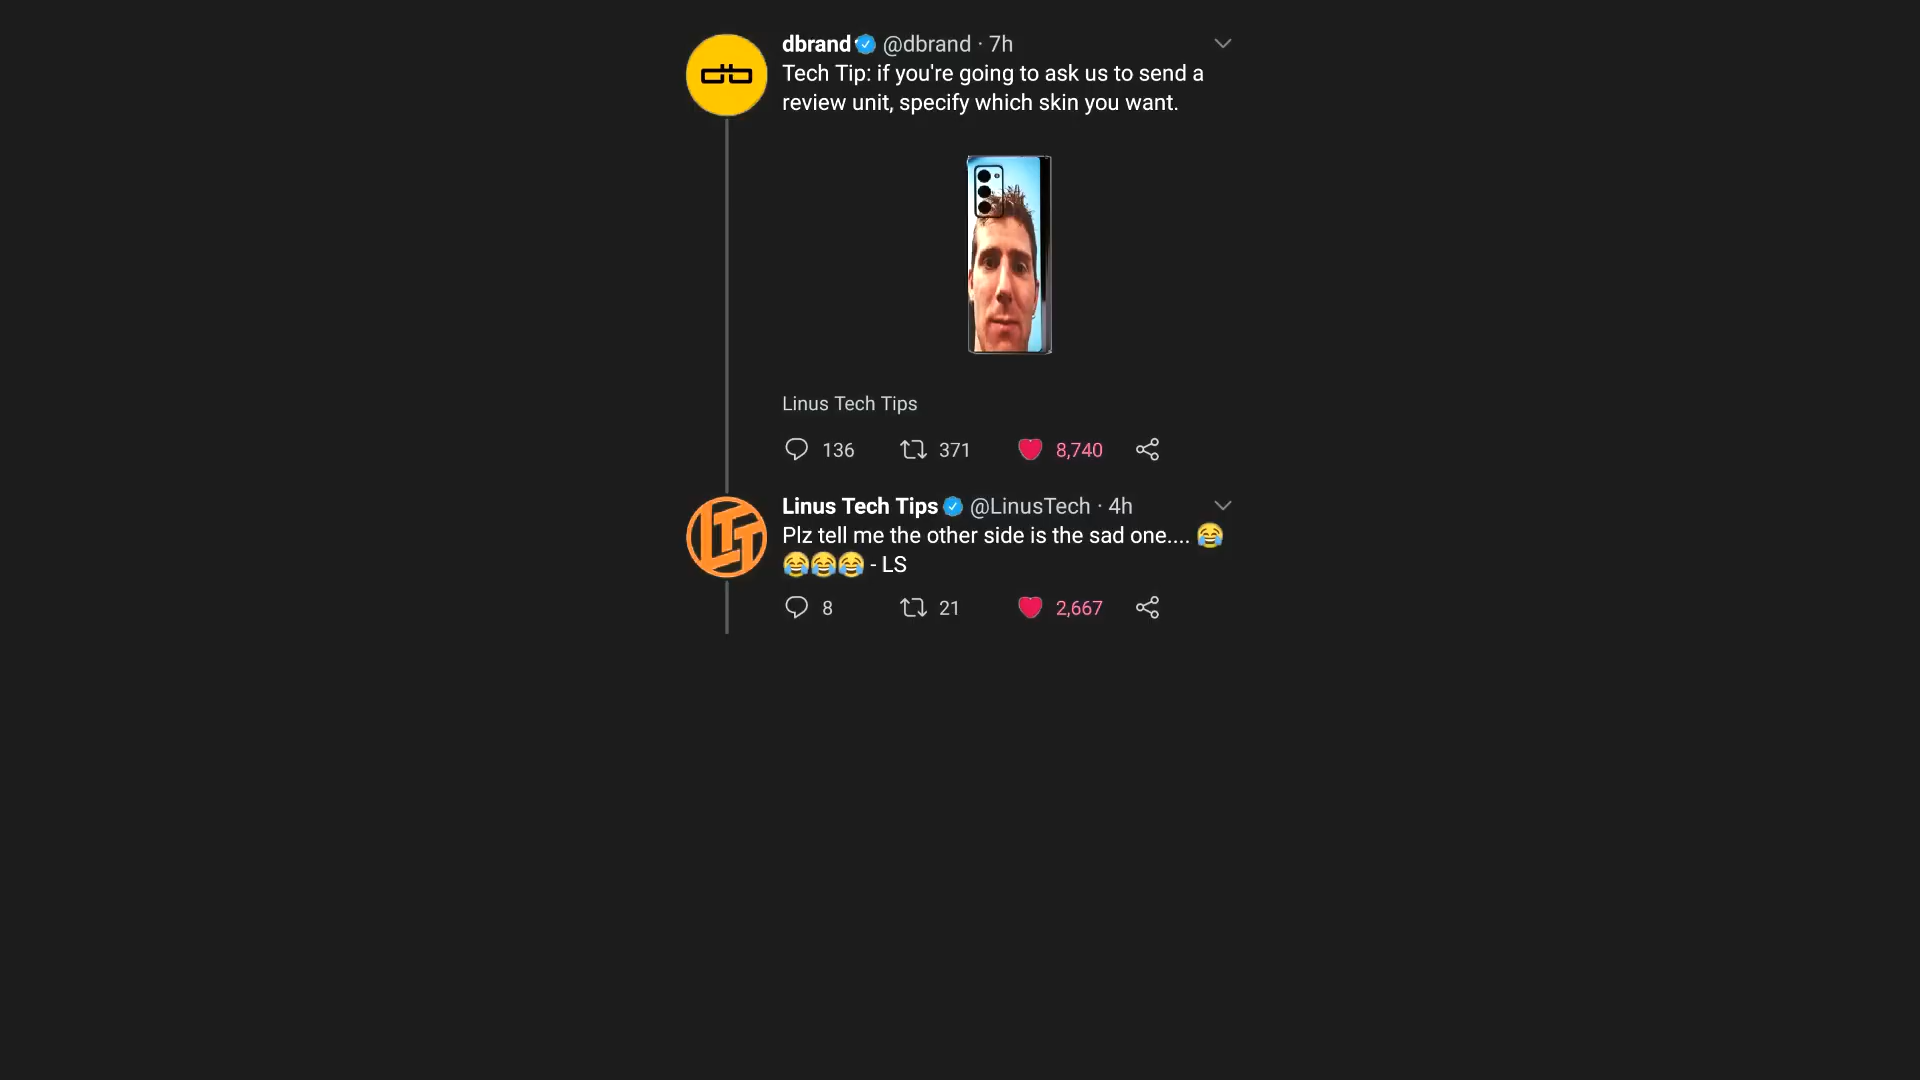 dbrand @dbrand · 7h
Tech Tip: if you're going to ask us to send a
review unit, specify which skin you want.
Linus Tech Tips
136 371 8,740
Linus Tech Tips @LinusTech · 4h
Plz tell me the other side is the sad one.... 😂
😂😂😂 - LS
8 21 2,667